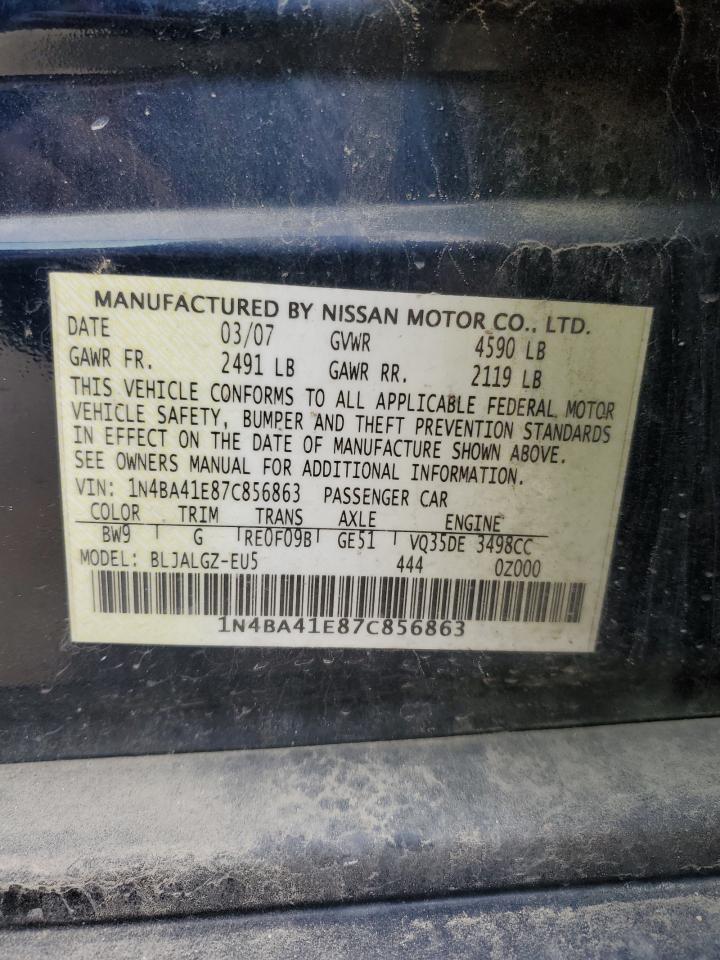 MANUFACTURED BY NISSAN MOTOR CO., LTD.
DATE 03/07 GVWR 4590 LB
GAWR FR. 2491 LB GAWR RR. 2119 LB
THIS VEHICLE CONFORMS TO ALL APPLICABLE FEDERAL MOTOR
VEHICLE SAFETY, BUMPER AND THEFT PREVENTION STANDARDS
IN EFFECT ON THE DATE OF MANUFACTURE SHOWN ABOVE.
SEE OWNERS MANUAL FOR ADDITIONAL INFORMATION.
VIN: 1N4BA41E87C856863 PASSENGER CAR
COLOR TRIM TRANS AXLE ENGINE
BW9 G RE0F09B GE51 VQ35DE 3498CC
MODEL: BLJALGZ-EU5 444 0Z000
1N4BA41E87C856863